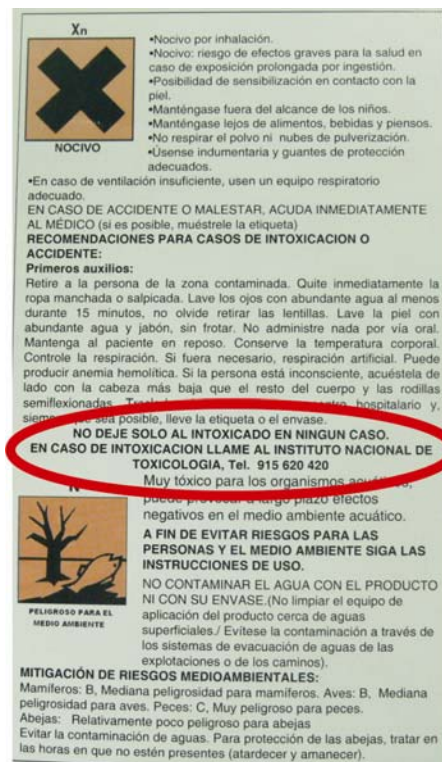 Xn
NOCIVO
•Nocivo por inhalación.
•Nocivo: riesgo de efectos graves para la salud en
caso de exposición prolongada por ingestión.
•Posibilidad de sensibilización en contacto con la
piel.
•Manténgase fuera del alcance de los niños.
•Manténgase lejos de alimentos, bebidas y piensos.
•No respirar el polvo ni nubes de pulverización.
•Úsense indumentaria y guantes de protección
adecuados.
•En caso de ventilación insuficiente, usen un equipo respiratorio
adecuado.
EN CASO DE ACCIDENTE O MALESTAR, ACUDA INMEDIATAMENTE
AL MÉDICO (si es posible, muéstrele la etiqueta)
RECOMENDACIONES PARA CASOS DE INTOXICACION O
ACCIDENTE:
Primeros auxilios:
Retire a la persona de la zona contaminada. Quite inmediatamente la
ropa manchada o salpicada. Lave los ojos con abundante agua al menos
durante 15 minutos, no olvide retirar las lentillas. Lave la piel con
abundante agua y jabón, sin frotar. No administre nada por vía oral.
Mantenga al paciente en reposo. Conserve la temperatura corporal.
Controle la respiración. Si fuera necesario, respiración artificial. Puede
producir anemia hemolítica. Si la persona está inconsciente, acuéstela de
lado con la cabeza más baja que el resto del cuerpo y las rodillas
semiflexionadas. hospitalario y,
sea posible, lleve la etiqueta o el envase.
NO DEJE SOLO AL INTOXICADO EN NINGUN CASO.
EN CASO DE INTOXICACION LLAME AL INSTITUTO NACIONAL DE
TOXICOLOGIA, Tel. 915 620 420
N
PELIGROSO PARA EL
MEDIO AMBIENTE
Muy tóxico para los organismos acuáticos,
puede provocar a largo plazo efectos
negativos en el medio ambiente acuático.
A FIN DE EVITAR RIESGOS PARA LAS
PERSONAS Y EL MEDIO AMBIENTE SIGA LAS
INSTRUCCIONES DE USO.
NO CONTAMINAR EL AGUA CON EL PRODUCTO
NI CON SU ENVASE.(No limpiar el equipo de
aplicación del producto cerca de aguas
superficiales./ Evítese la contaminación a través de
los sistemas de evacuación de aguas de las
explotaciones o de los caminos).
MITIGACIÓN DE RIESGOS MEDIOAMBIENTALES:
Mamíferos: B, Mediana peligrosidad para mamíferos. Aves: B, Mediana
peligrosidad para aves. Peces: C, Muy peligroso para peces.
Abejas: Relativamente poco peligroso para abejas
Evitar la contaminación de aguas. Para protección de las abejas, tratar en
las horas en que no estén presentes (atardecer y amanecer).